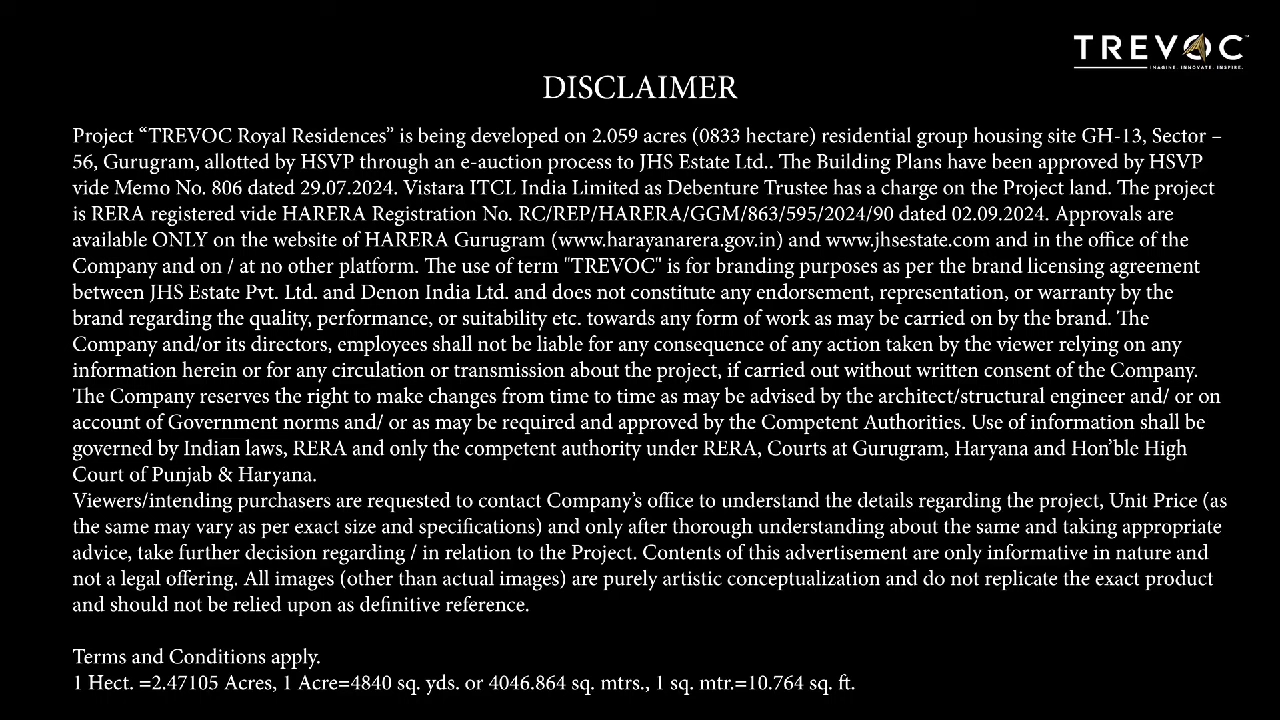 TREVOC™
IMAGINE. INNOVATE. INSPIRE.
DISCLAIMER
Project “TREVOC Royal Residences” is being developed on 2.059 acres (0833 hectare) residential group housing site GH-13, Sector –
56, Gurugram, allotted by HSVP through an e-auction process to JHS Estate Ltd.. The Building Plans have been approved by HSVP
vide Memo No. 806 dated 29.07.2024. Vistara ITCL India Limited as Debenture Trustee has a charge on the Project land. The project
is RERA registered vide HARERA Registration No. RC/REP/HARERA/GGM/863/595/2024/90 dated 02.09.2024. Approvals are
available ONLY on the website of HARERA Gurugram (www.harayanarera.gov.in) and www.jhsestate.com and in the office of the
Company and on / at no other platform. The use of term "TREVOC" is for branding purposes as per the brand licensing agreement
between JHS Estate Pvt. Ltd. and Denon India Ltd. and does not constitute any endorsement, representation, or warranty by the
brand regarding the quality, performance, or suitability etc. towards any form of work as may be carried on by the brand. The
Company and/or its directors, employees shall not be liable for any consequence of any action taken by the viewer relying on any
information herein or for any circulation or transmission about the project, if carried out without written consent of the Company.
The Company reserves the right to make changes from time to time as may be advised by the architect/structural engineer and/ or on
account of Government norms and/ or as may be required and approved by the Competent Authorities. Use of information shall be
governed by Indian laws, RERA and only the competent authority under RERA, Courts at Gurugram, Haryana and Hon’ble High
Court of Punjab & Haryana.
Viewers/intending purchasers are requested to contact Company’s office to understand the details regarding the project, Unit Price (as
the same may vary as per exact size and specifications) and only after thorough understanding about the same and taking appropriate
advice, take further decision regarding / in relation to the Project. Contents of this advertisement are only informative in nature and
not a legal offering. All images (other than actual images) are purely artistic conceptualization and do not replicate the exact product
and should not be relied upon as definitive reference.
Terms and Conditions apply.
1 Hect. =2.47105 Acres, 1 Acre=4840 sq. yds. or 4046.864 sq. mtrs., 1 sq. mtr.=10.764 sq. ft.